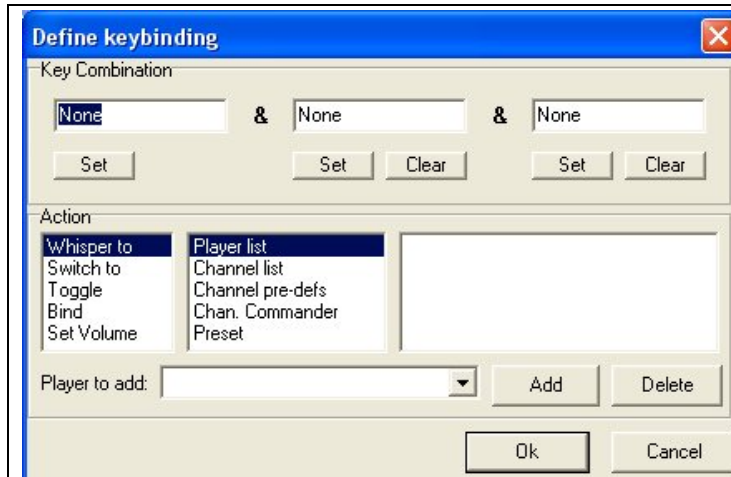 Define keybinding
Key Combination
None & None & None
Set Set Clear Set Clear
Action
Whisper to
Switch to
Toggle
Bind
Set Volume
Player list
Channel list
Channel pre-defs
Chan. Commander
Preset
Player to add: Add Delete
Ok Cancel